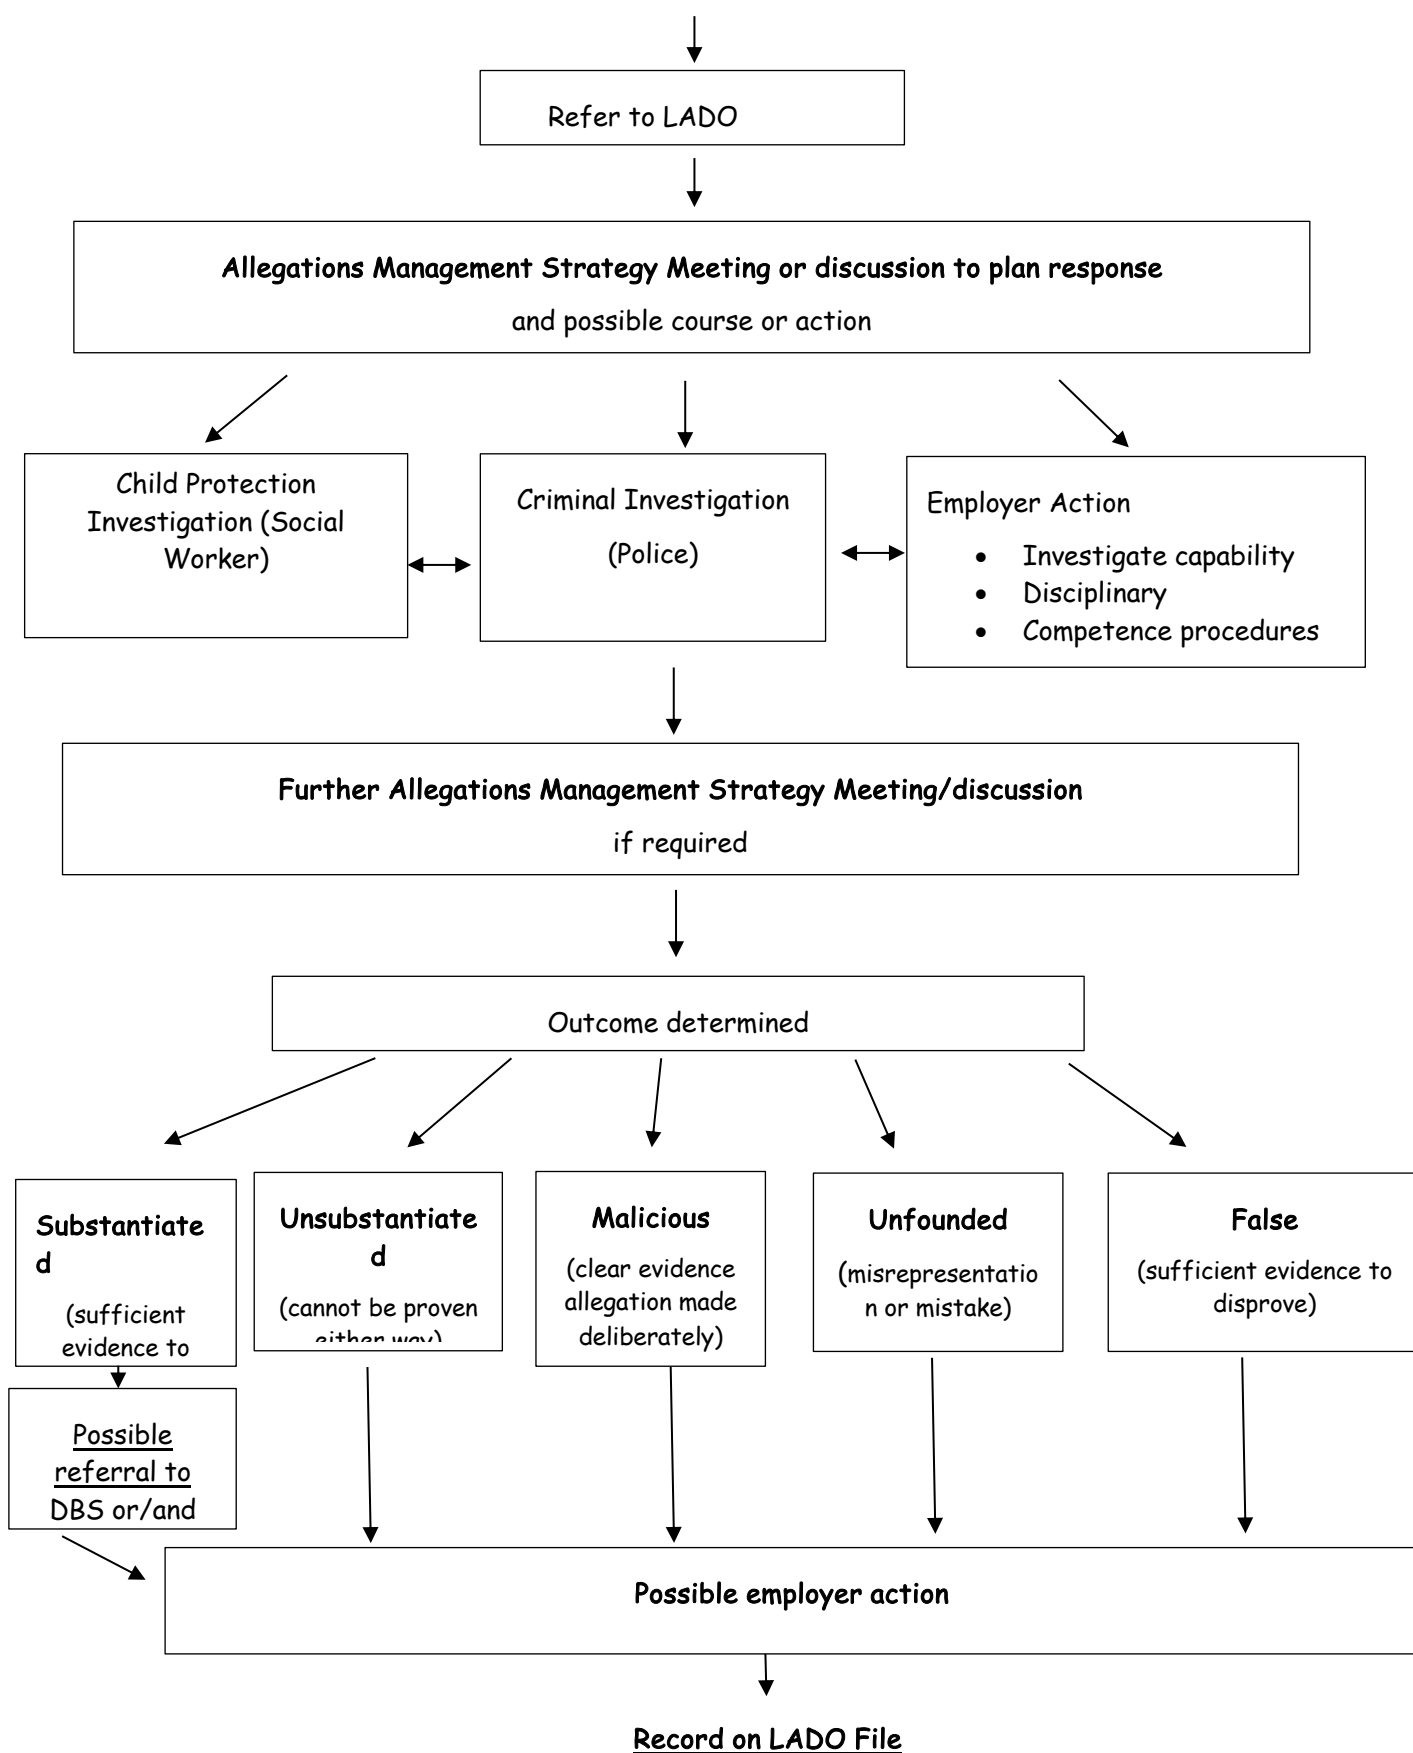 Refer to LADO
Allegations Management Strategy Meeting or discussion to plan response
and possible course or action
Child Protection
Investigation (Social
Worker)
Criminal Investigation
(Police)
Employer Action
• Investigate capability
• Disciplinary
• Competence procedures
Further Allegations Management Strategy Meeting/discussion
if required
Outcome determined
Substantiate
d
(sufficient
evidence to
Unsubstantiate
d
(cannot be proven
either way)
Malicious
(clear evidence
allegation made
deliberately)
Unfounded
(misrepresentatio
n or mistake)
False
(sufficient evidence to
disprove)
Possible
referral to
DBS or/and
Possible employer action
Record on LADO File